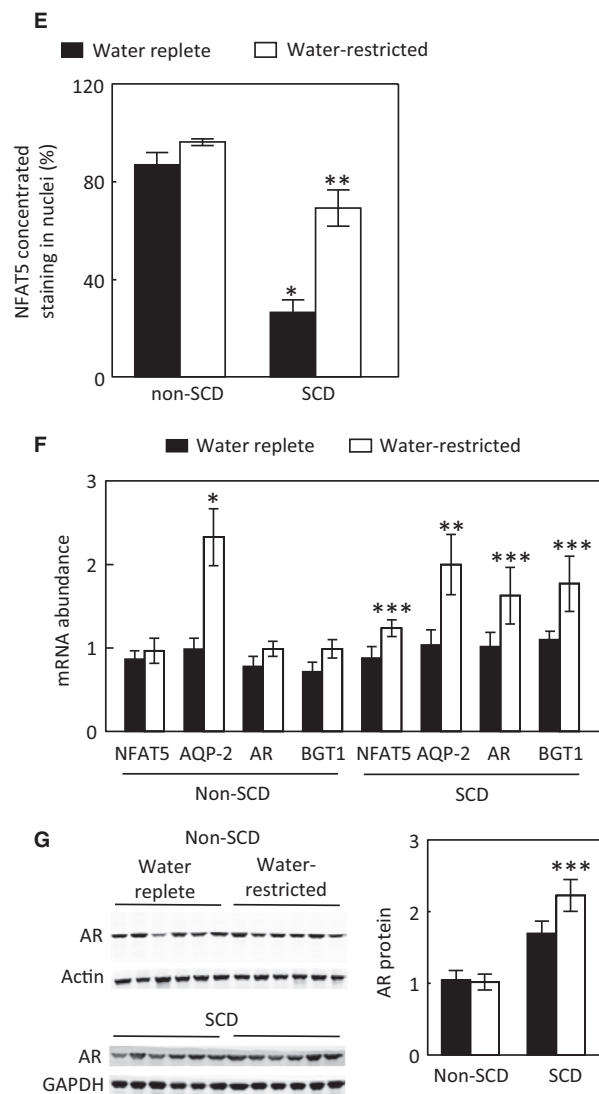 E
Water replete Water-restricted
120
80
40
0
NFAT5 concentrated
staining in nuclei (%)
*
**
non-SCD SCD
F
Water replete Water-restricted
3
2
1
0
mRNA abundance
*
***
**
***
***
NFAT5 AQP-2 AR BGT1 NFAT5 AQP-2 AR BGT1
Non-SCD SCD
G
Non-SCD
Water
replete
Water-
restricted
AR
Actin
SCD
AR
GAPDH
3
2
1
0
AR protein
***
Non-SCD SCD